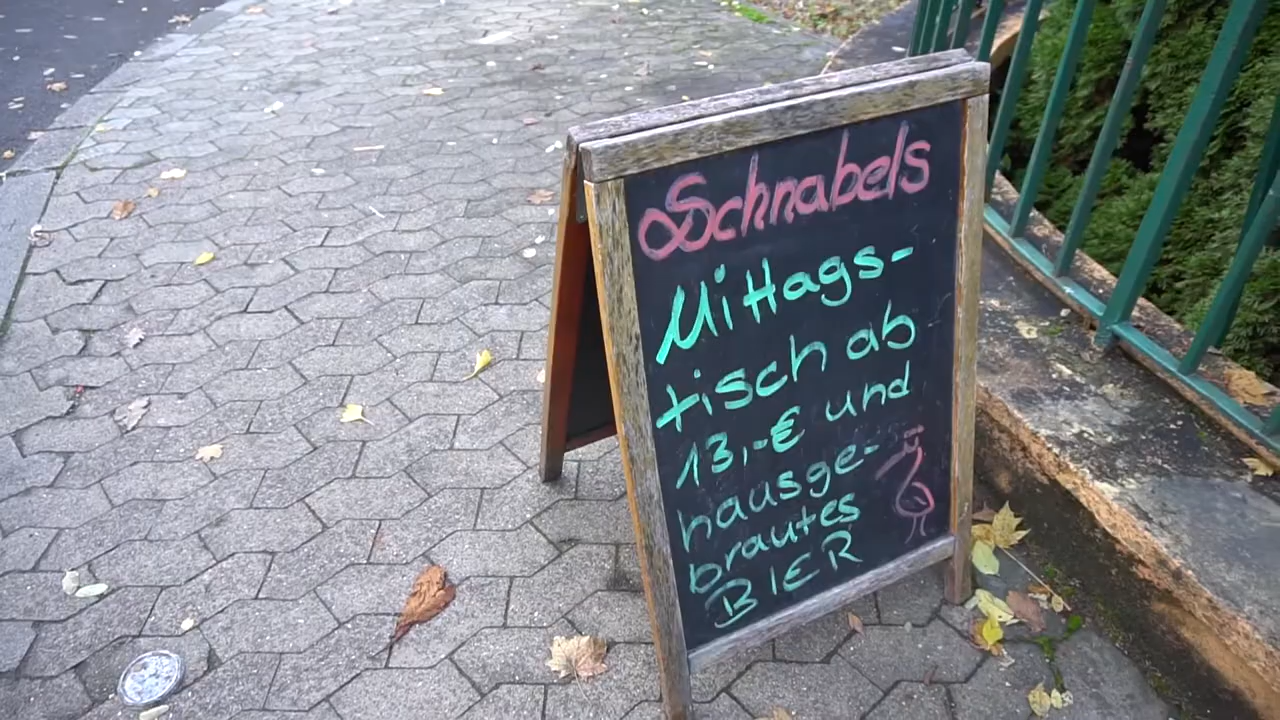 Schnabels
Mittags-
tisch ab
13,-€ und
hausge-
brautes
BIER